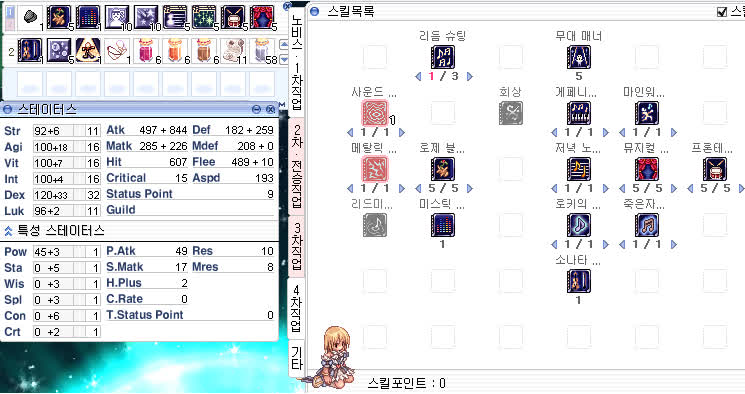 5 5 10 10 5 5 5 5
2 5 5 1 6 6 6 11 58
스테이터스
Str 92+6 11 Atk 497 + 844 Def 182 + 259
Agi 100+18 16 Matk 285 + 226 Mdef 208 + 0
Vit 100+7 16 Hit 607 Flee 489 + 10
Int 100+4 16 Critical 15 Aspd 193
Dex 120+33 32 Status Point 9
Luk 96+2 11 Guild
특성 스테이터스
Pow 45+3 1 P.Atk 49 Res 10
Sta 0 +5 1 S.Matk 17 Mres 8
Wis 0 +3 1 H.Plus 2
Spl 0 +3 1 C.Rate 0
Con 0 +6 1 T.Status Point 0
Crt 0 +2 1
노비스·1차직업
2차·전승직업
3차직업
4차직업
기타
스킬목록
리듬 슈팅 무대 매너
1 / 3 5
사운드 ... 회상 게페니... 마인워...
1 / 1 1 / 1 1 / 1
메탈릭 ... 로제 블... 저녁 노... 뮤지컬 ... 프론테...
1 / 1 5 / 5 1 / 1 5 / 5 5 / 5
리드미... 미스틱 ... 로키의 ... 죽은자...
1 1 / 1 1 / 1
소나타 ...
1
스킬포인트 : 0